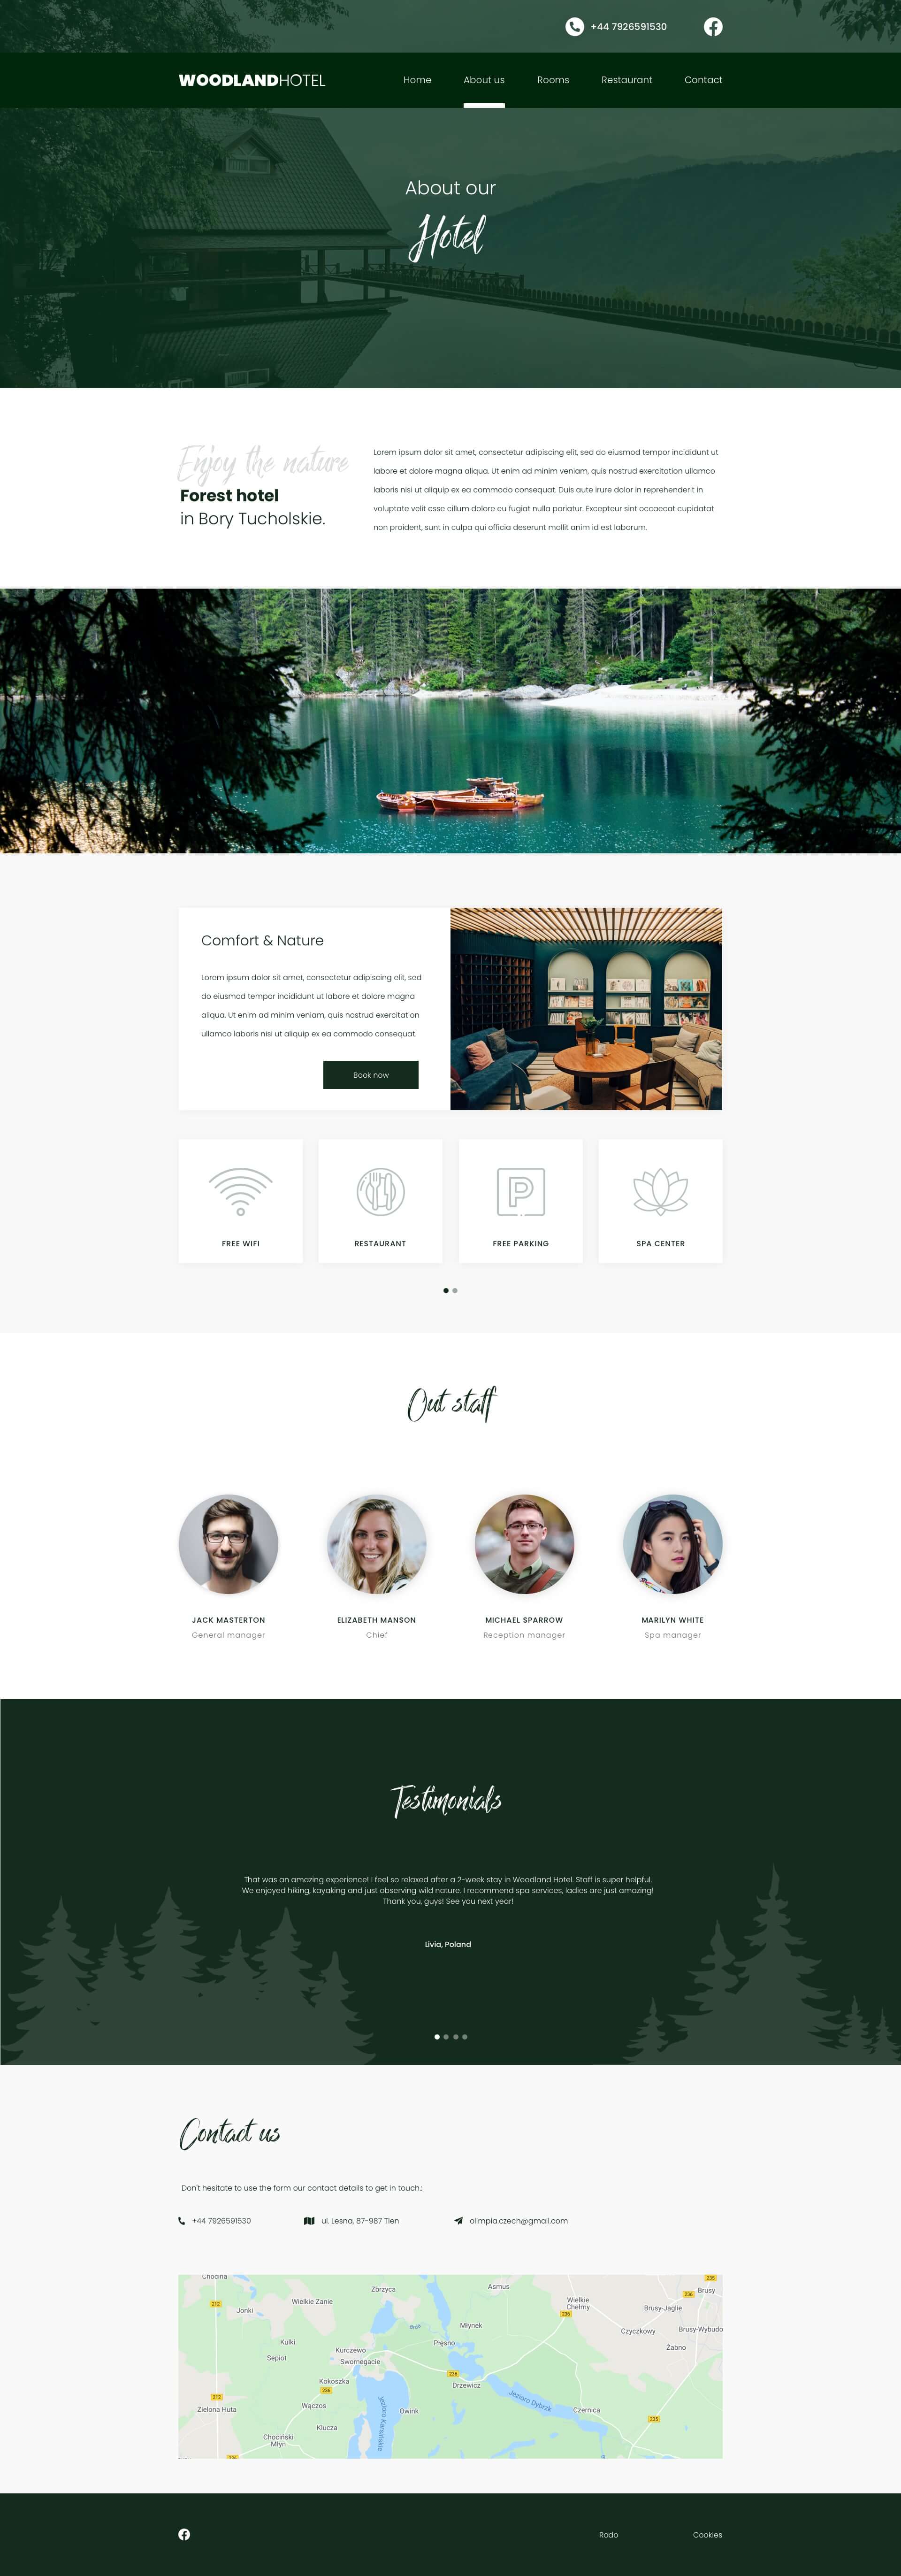 +44 7926591530
WOODLANDHOTEL
Home About us Rooms Restaurant Contact
About our
Hotel
Enjoy the nature
Forest hotel
in Bory Tucholskie.
Lorem ipsum dolor sit amet, consectetur adipiscing elit, sed do eiusmod tempor incididunt ut
labore et dolore magna aliqua. Ut enim ad minim veniam, quis nostrud exercitation ullamco
laboris nisi ut aliquip ex ea commodo consequat. Duis aute irure dolor in reprehenderit in
voluptate velit esse cillum dolore eu fugiat nulla pariatur. Excepteur sint occaecat cupidatat
non proident, sunt in culpa qui officia deserunt mollit anim id est laborum.
Comfort & Nature
Lorem ipsum dolor sit amet, consectetur adipiscing elit, sed
do eiusmod tempor incididunt ut labore et dolore magna
aliqua. Ut enim ad minim veniam, quis nostrud exercitation
ullamco laboris nisi ut aliquip ex ea commodo consequat.
Book now
P
FREE WIFI
RESTAURANT
FREE PARKING
SPA CENTER
Out staff
JACK MASTERTON
General manager
ELIZABETH MANSON
Chief
MICHAEL SPARROW
Reception manager
MARILYN WHITE
Spa manager
Testimonials
That was an amazing experience! I feel so relaxed after a 2-week stay in Woodland Hotel. Staff is super helpful.
We enjoyed hiking, kayaking and just observing wild nature. I recommend spa services, ladies are just amazing!
Thank you, guys! See you next year!
Livia, Poland
Contact us
Don't hesitate to use the form our contact details to get in touch.;
+44 7926591530
ul. Lesna, 87-987 Tlen
olimpia.czech@gmail.com
Chocina
235
Zbrzyca
Asmus
236
Brusy
Wielkie Zanie
Wielkie
Chełmy
212
Jonki
236
Brusy-Jaglie
Młynek
Czyczkowy
Brusy-Wybudo
Kulki
Płęsno
Żabno
Kurczewo
Sepiot
Swornegacie
236
Kokoszka
Drzewicz
236
212
Jezioro Dybrzk
Wączos
Zielona Huta
Owink
Czernica
Jezioro Karsińskie
235
Klucza
Chociński
Młyn
236
Rodo
Cookies